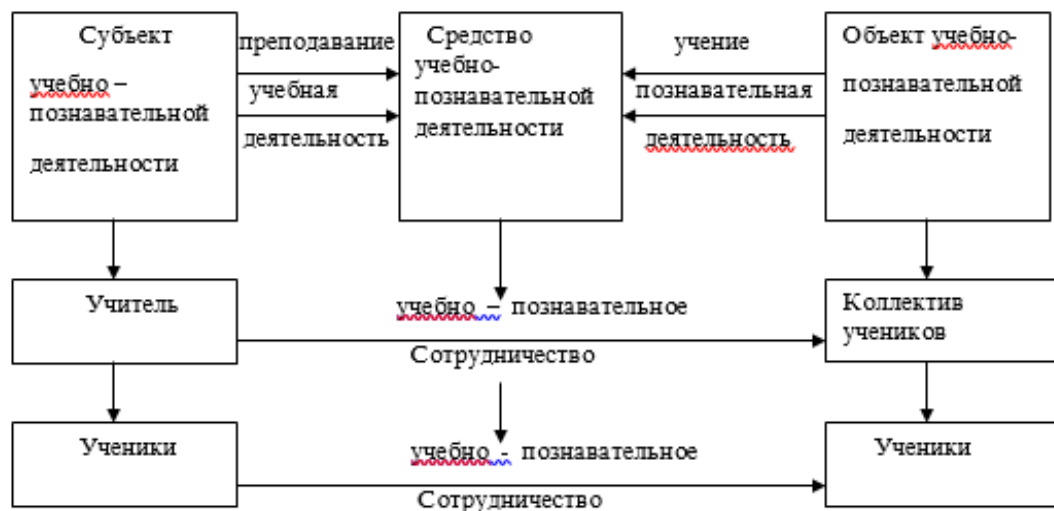 Субъект
учебно –
познавательной
деятельности
преподавание
учебная
деятельность
Средство
учебно-
познавательной
деятельности
учение
познавательная
деятельность
Объект учебно-
познавательной
деятельности
Учитель
учебно – познавательное
Сотрудничество
Коллектив
учеников
Ученики
учебно - познавательное
Сотрудничество
Ученики